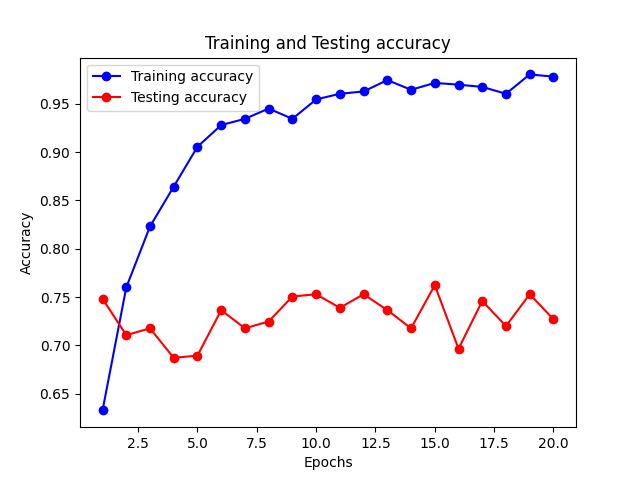 Training and Testing accuracy
Training accuracy
Testing accuracy
Accuracy
0.95
0.90
0.85
0.80
0.75
0.70
0.65
2.5 5.0 7.5 10.0 12.5 15.0 17.5 20.0
Epochs